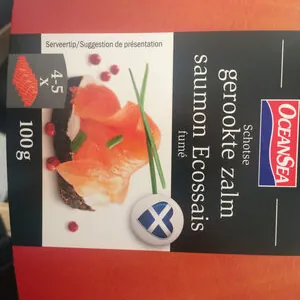 OCEANSEA
Schotse
gerookte zalm
saumon Ecossais
fumé
Serveertip/Suggestion de présentation
4-5
x
100g